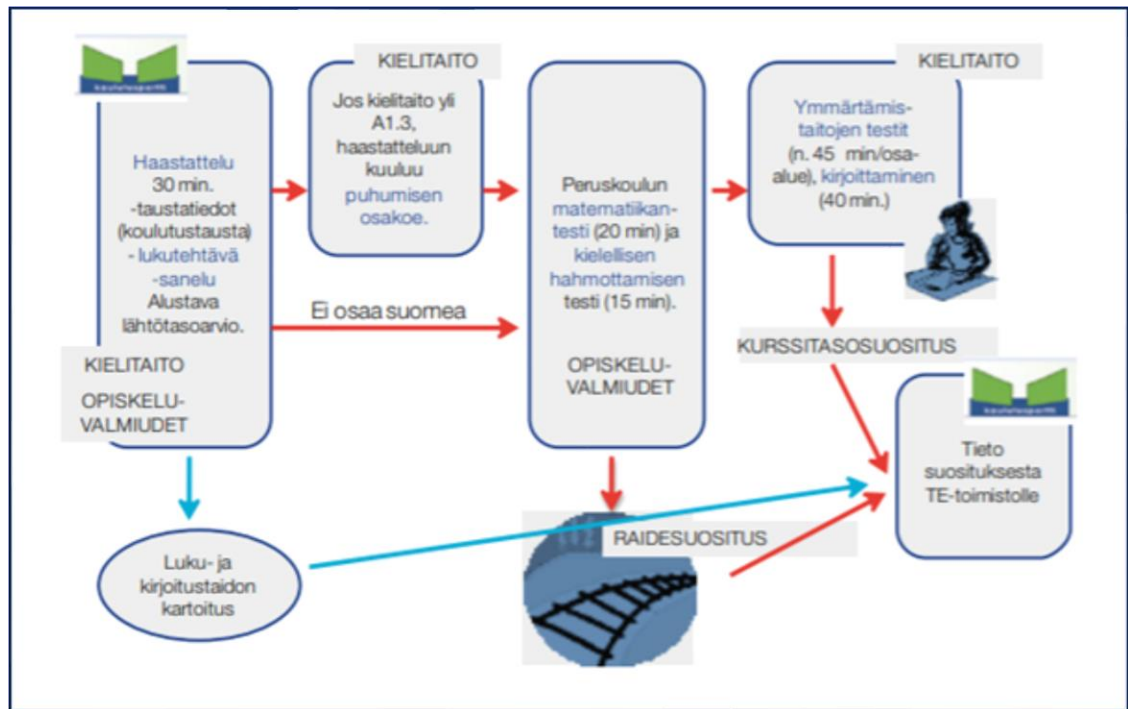 Haastattelu
30 min.
-taustatiedot
(koulutustausta)
- lukutehtävä
-sanelu
Alustava
lähtötasoarvio.
KIELITAITO
OPISKELU-
VALMIUDET
KIELITAITO
Jos kielitaito yli
A1.3,
haastatteluun
kuuluu
puhumisen
osakoe.
Ei osaa suomea
Peruskoulun
matematiikan-
testi (20 min) ja
kielellisen
hahmottamisen
testi (15 min).
OPISKELU-
VALMIUDET
KIELITAITO
Ymmärtämis-
taitojen testit
(n. 45 min/osa-
alue), kirjoittaminen
(40 min.)
KURSSITASOSUOSITUS
Tieto
suosituksesta
TE-toimistolle
RAIDESUOSITUS
Luku- ja
kirjoitustaidon
kartoitus